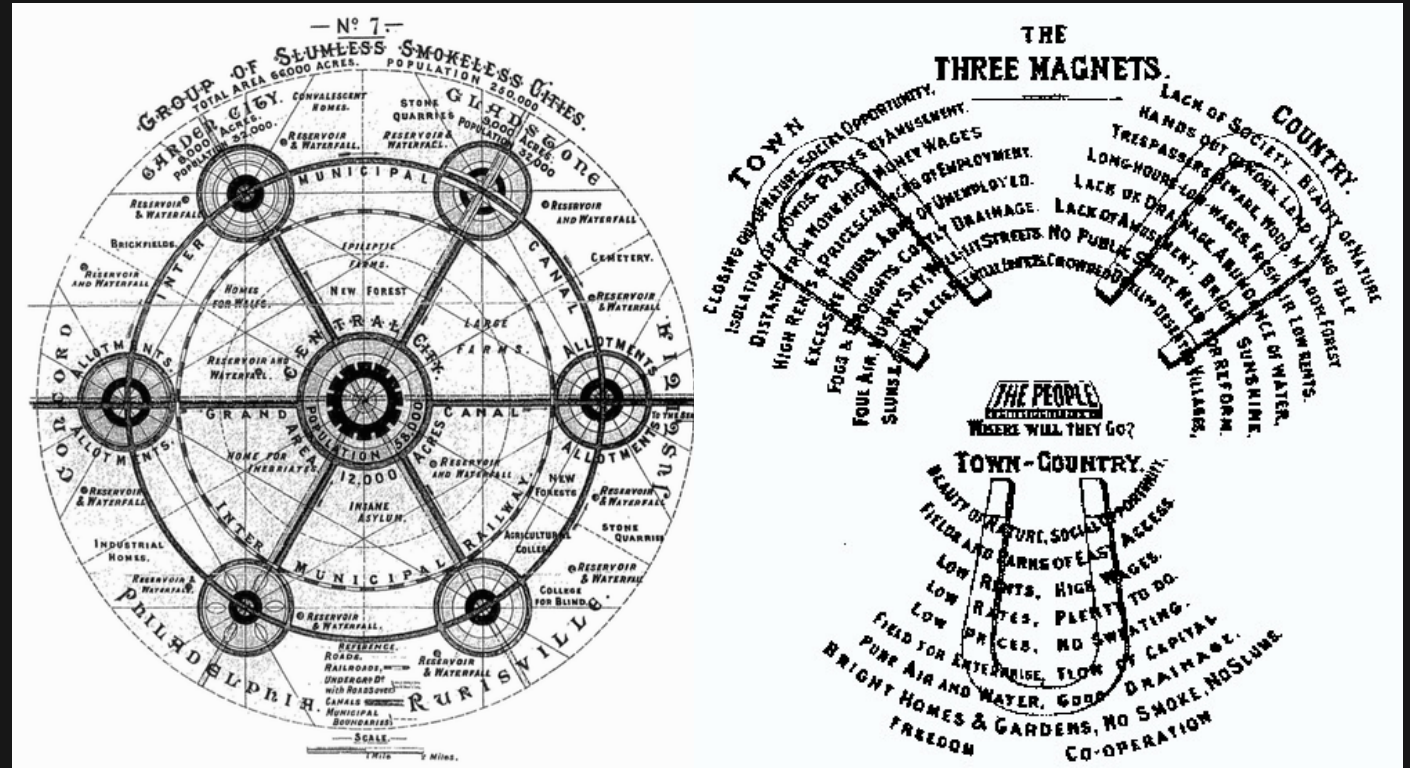 — Nº 7. —
GROUP OF SLUMLESS SMOKELESS CITIES.
TOTAL AREA 66,000 ACRES. POPULATION 250,000
GARDEN CITY.
9,000 ACRES.
POPULATION 32,000.
CONVALESCENT
HOMES.
STONE
QUARRIES
GLADSTONE
9,000 ACRES.
POPULATION 32,000
RESERVOIR
& WATERFALL.
RESERVOIR &
WATERFALL.
RESERVOIR
& WATERFALL
RESERVOIR
AND WATERFALL
BRICKFIELDS.
CEMETERY.
RESERVOIR
AND WATERFALL
RESERVOIR
& WATERFALL
INTER MUNICIPAL CANAL
EPILEPTIC
FARMS.
NEW FOREST
HOMES
FOR WAIFS.
LARGE
FARMS.
RESERVOIR AND
WATERFALL.
CENTRAL CITY.
CONCORD
ALLOTMENTS.
ALLOTMENTS.
ALLOTMENTS
ALLOTMENTS
GRAND CANAL
AREA 12,000 ACRES
POPULATION 58,000
TO THE SEA
HOME FOR
INEBRIATES.
RESERVOIR
AND WATERFALL
INSANE
ASYLUM.
NEW
FORESTS
RESERVOIR
& WATERFALL
RESERVOIR
& WATERFALL
AGRICULTURAL
COLLEGE
STONE
QUARRIES
INTER MUNICIPAL RAILWAY.
INDUSTRIAL
HOMES.
RESERVOIR
& WATERFALL
RESERVOIR &
WATERFALL.
COLLEGE
FOR BLIND.
RESERVOIR
& WATERFALL.
RESERVOIR
& WATERFALL
PHILADELPHIA.
RURISVILLE.
REFERENCE.
ROADS.
RAILROADS.
UNDERGRD Do
with ROADS over
CANALS
MUNICIPAL
BOUNDARIES
SCALE.
1 Mile 2 Miles.
THE
THREE MAGNETS.
TOWN
CLOSING OUT OF NATURE. SOCIAL OPPORTUNITY.
ISOLATION OF CROWDS. PLACES OF AMUSEMENT.
DISTANCE FROM WORK. HIGH MONEY WAGES
HIGH RENTS & PRICES. CHANCES OF EMPLOYMENT.
EXCESSIVE HOURS. ARMY OF UNEMPLOYED.
FOGS & DROUGHTS. COSTLY DRAINAGE.
FOUL AIR. MURKY SKY. WELL-LIT STREETS.
SLUMS & GIN PALACES.
COUNTRY.
LACK OF SOCIETY. BEAUTY OF NATURE
HANDS OUT OF WORK. LAND LYING IDLE
TRESPASSERS BEWARE. WOOD, MEADOW, FOREST
LONG HOURS-LOW WAGES. FRESH AIR LOW RENTS.
LACK OF DRAINAGE. ABUNDANCE OF WATER.
LACK OF AMUSEMENT. BRIGHT SUNSHINE.
NO PUBLIC SPIRIT. NEED FOR REFORM.
CROWDED DWELLINGS. DESERTED VILLAGES,
THE PEOPLE
WHERE WILL THEY GO?
TOWN-COUNTRY.
BEAUTY OF NATURE, SOCIAL OPPORTUNITY.
FIELDS AND PARKS OF EASY ACCESS.
LOW RENTS, HIGH WAGES.
LOW RATES, PLENTY TO DO.
LOW PRICES, NO SWEATING.
FIELD FOR ENTERPRISE, FLOW OF CAPITAL
PURE AIR AND WATER, GOOD DRAINAGE.
BRIGHT HOMES & GARDENS, NO SMOKE, NO SLUMS.
FREEDOM CO-OPERATION